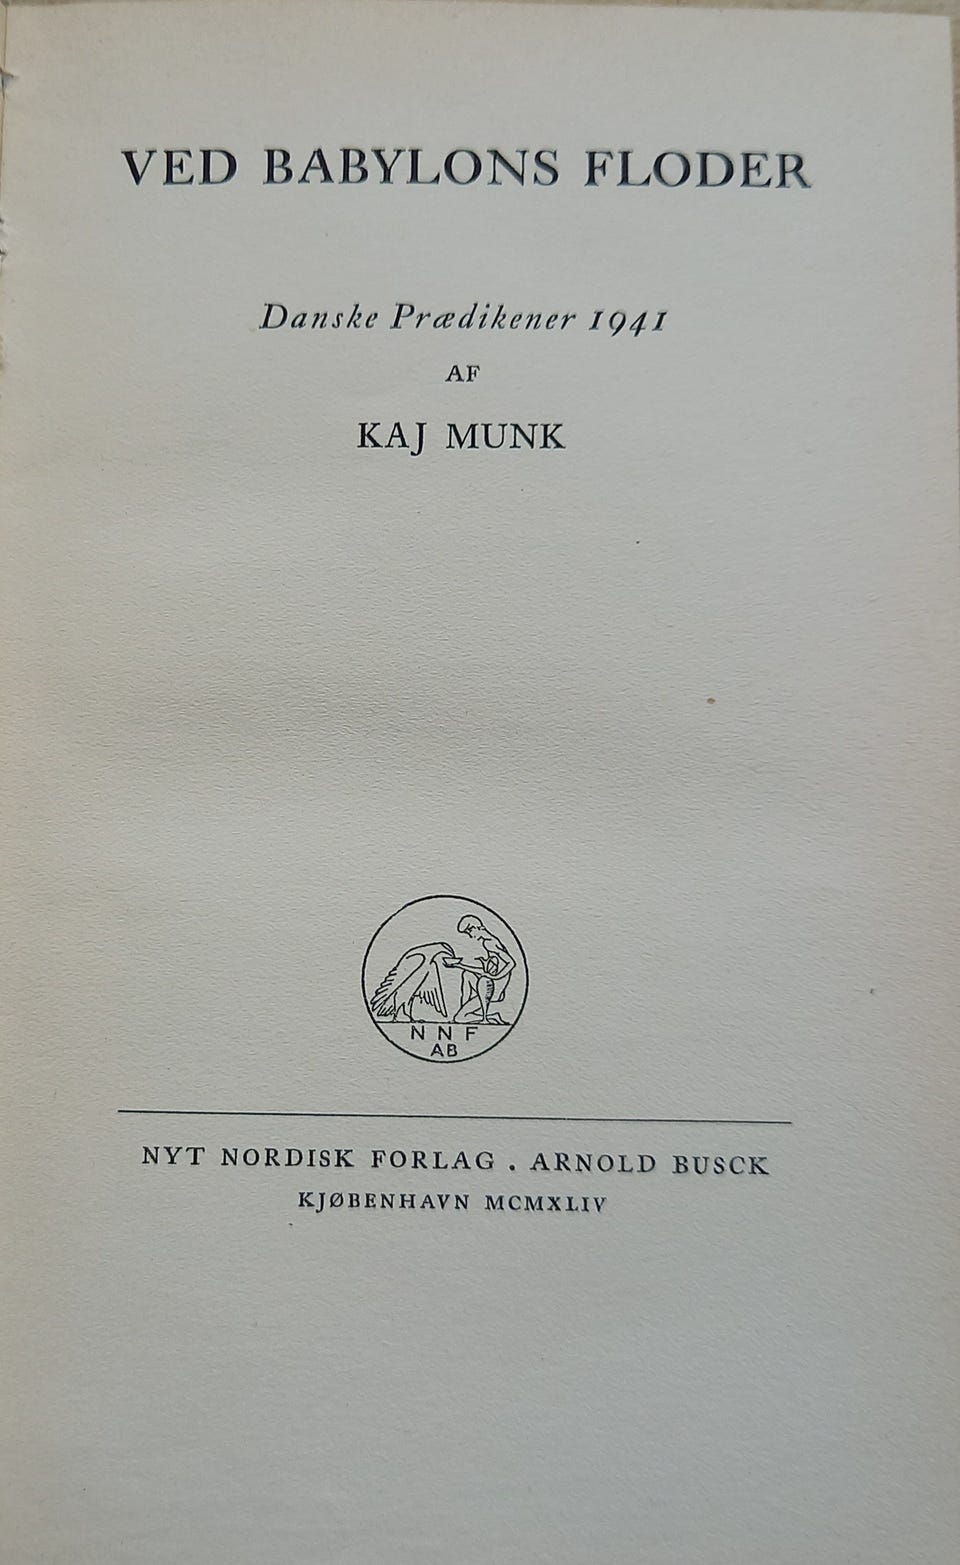 VED BABYLONS FLODER
Danske Prædikener 1941
AF
KAJ MUNK
N N F
AB
NYT NORDISK FORLAG . ARNOLD BUSCK
KJØBENHAVN MCMXLIV